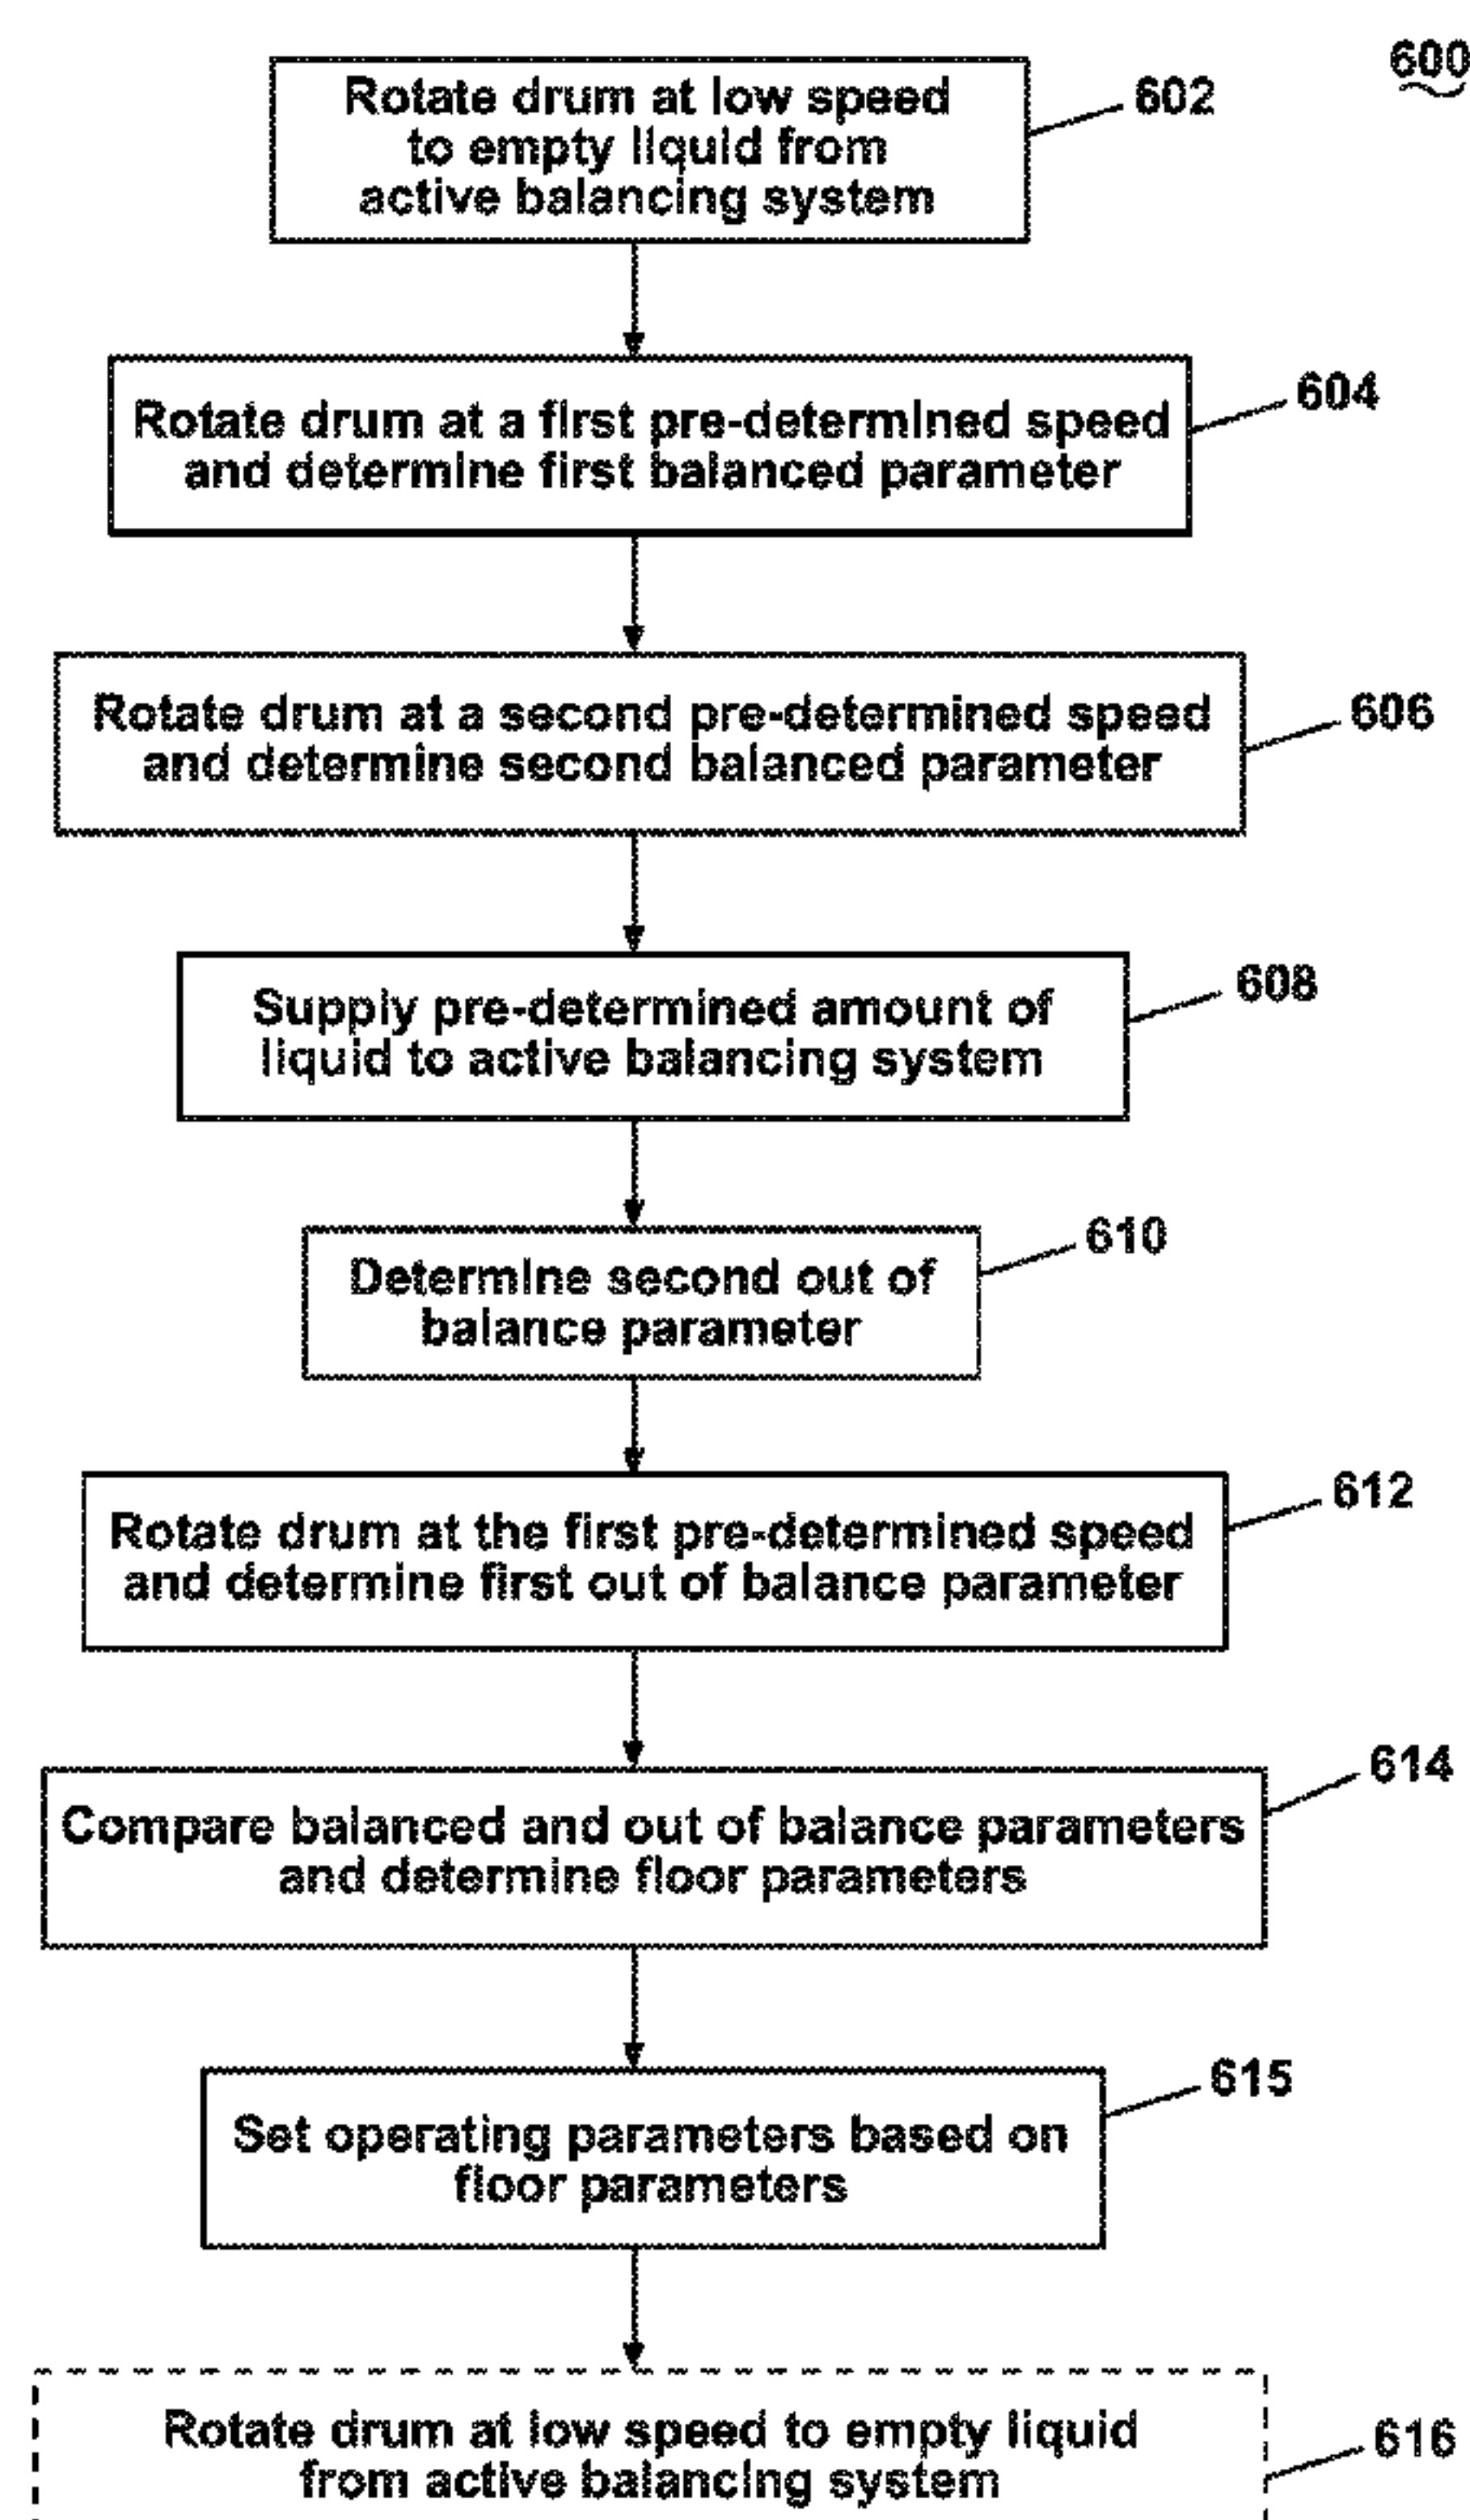 600
Rotate drum at low speed
to empty liquid from
active balancing system
602
Rotate drum at a first pre-determined speed
and determine first balanced parameter
604
Rotate drum at a second pre-determined speed
and determine second balanced parameter
606
Supply pre-determined amount of
liquid to active balancing system
608
Determine second out of
balance parameter
610
Rotate drum at the first pre-determined speed
and determine first out of balance parameter
612
Compare balanced and out of balance parameters
and determine floor parameters
614
Set operating parameters based on
floor parameters
615
Rotate drum at low speed to empty liquid
from active balancing system
616